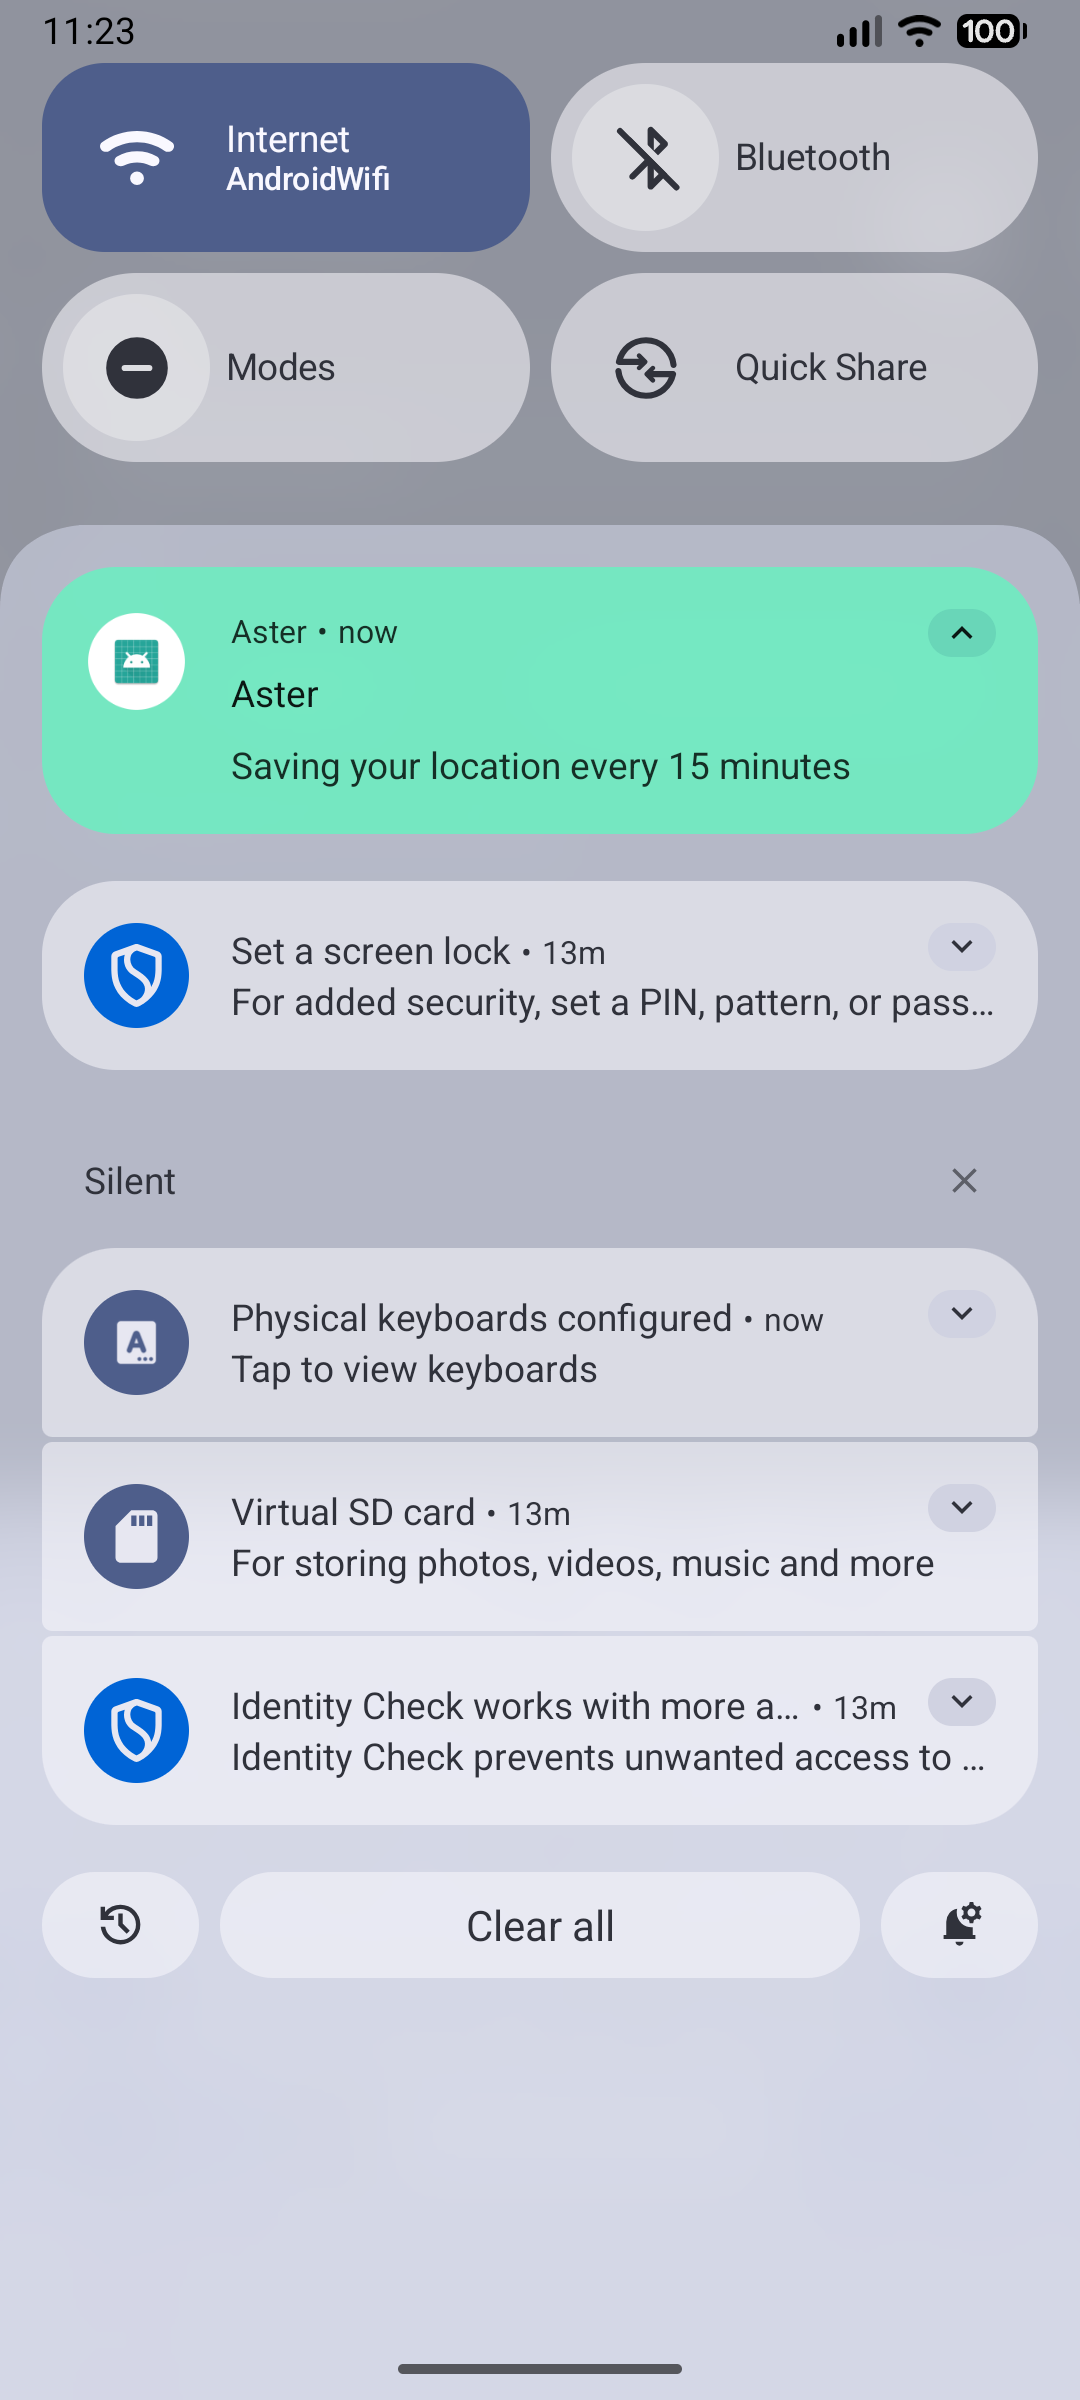 11:23
100
Internet
AndroidWifi
Bluetooth
Modes
Quick Share
Aster • now
Aster
Saving your location every 15 minutes
Set a screen lock • 13m
For added security, set a PIN, pattern, or pass...
Silent
Physical keyboards configured • now
Tap to view keyboards
Virtual SD card • 13m
For storing photos, videos, music and more
Identity Check works with more a... • 13m
Identity Check prevents unwanted access to ...
Clear all